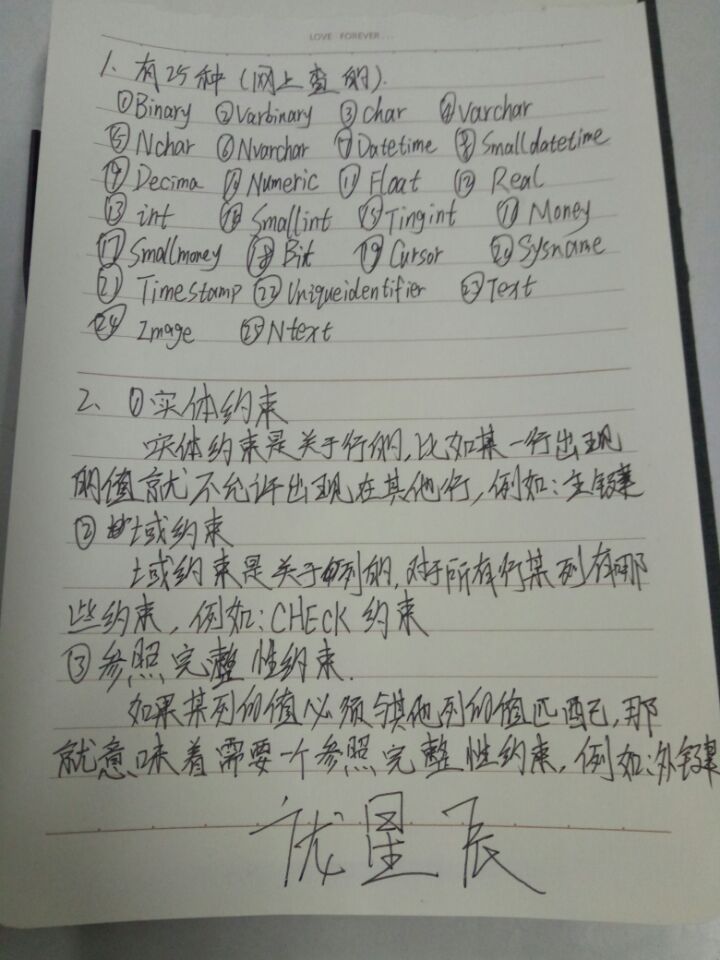 LOVE FOREVER...
1、有25种(网上查的).
①Binary ②Varbinary ③char ④Varchar
⑤Nchar ⑥Nvarchar ⑦Datetime ⑧Smalldatetime
⑨Decima ⑩Numeric ⑪Float ⑫Real
⑬int ⑭Smallint ⑮Tingint ⑯Money
⑰Smallmoney ⑱Bit ⑲Cursor ⑳Sysname
㉑Timestamp ㉒Uniqueidentifier ㉓Text
㉔Image ㉕Ntext
2、①实体约束
实体约束是关于行的,比如某一行出现
的值就不允许出现在其他行,例如:主键
②域约束
域约束是关于列的,对于所有行某列有哪
些约束,例如:CHECK约束
③参照完整性约束.
如果某列的值必须与其他列的值匹配,那
就意味着需要一个参照完整性约束,例如:外键
星辰